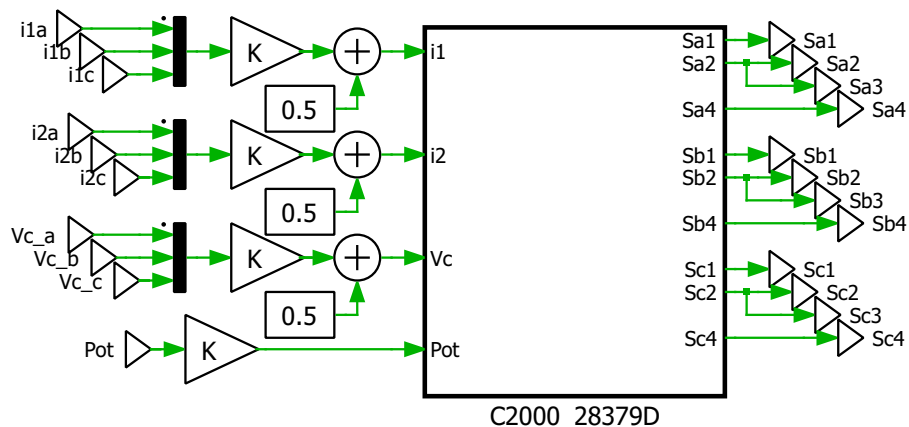 i1a
i1b
i1c
K
+
0.5
i1
i2a
i2b
i2c
K
+
0.5
i2
Vc_a
Vc_b
Vc_c
K
+
0.5
Vc
Pot
K
Pot
Sa1
Sa2
Sa4
Sb1
Sb2
Sb4
Sc1
Sc2
Sc4
Sa1
Sa2
Sa3
Sa4
Sb1
Sb2
Sb3
Sb4
Sc1
Sc2
Sc3
Sc4
C2000 28379D